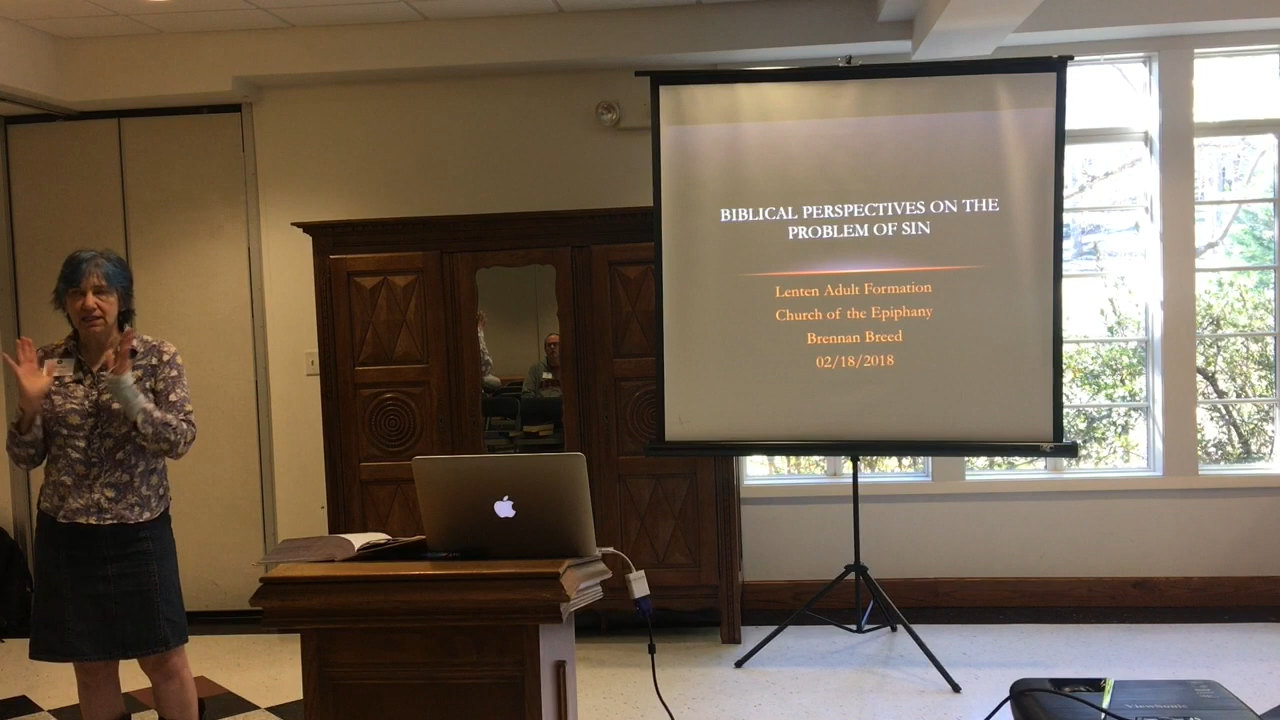 BIBLICAL PERSPECTIVES ON THE
PROBLEM OF SIN
Lenten Adult Formation
Church of the Epiphany
Brennan Breed
02/18/2018
ViewSonic